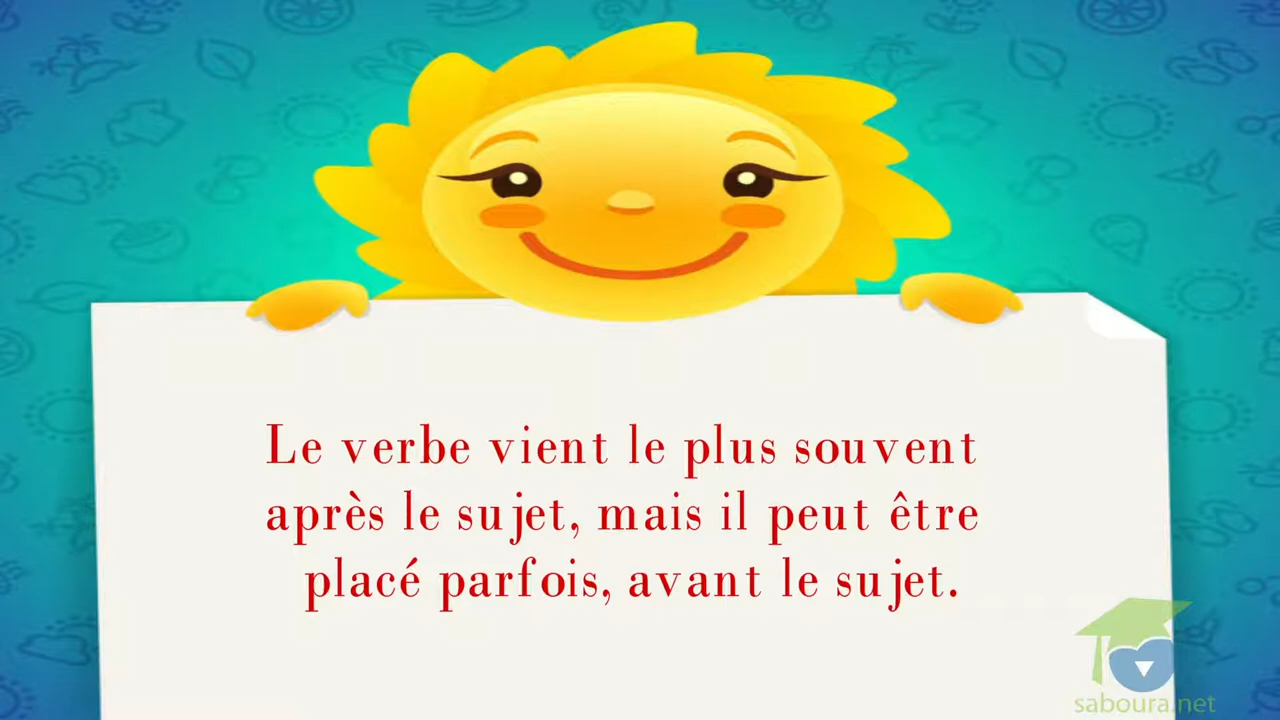 Le verbe vient le plus souvent
après le sujet, mais il peut être
placé parfois, avant le sujet.
saboura.net